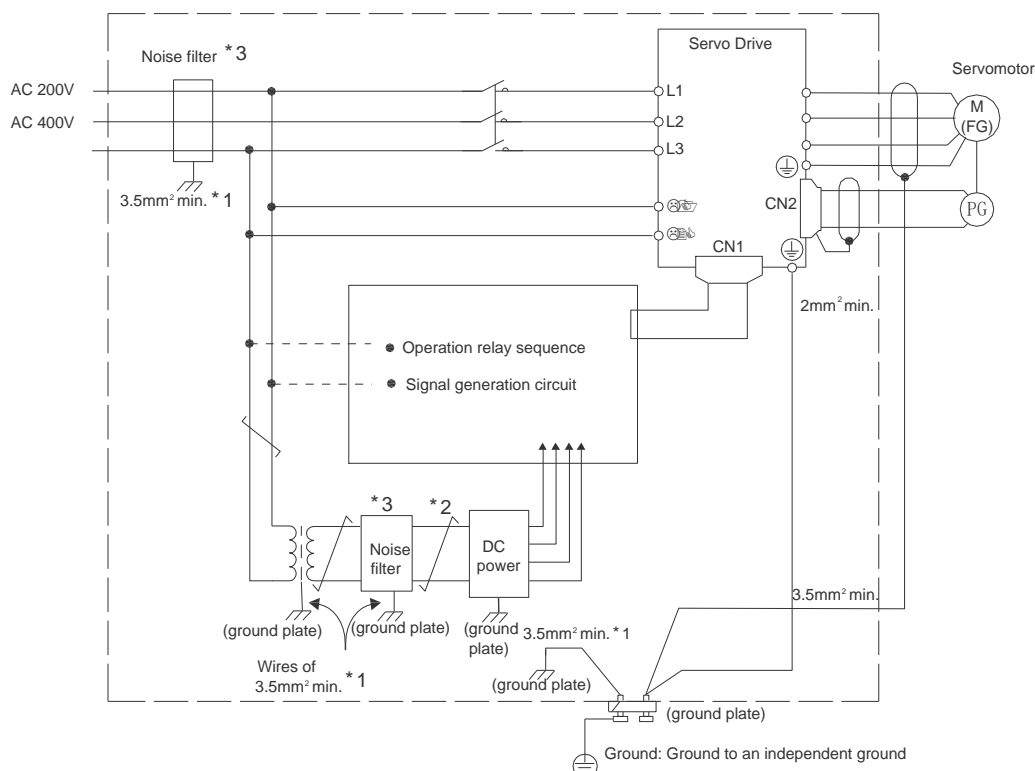 Servo Drive
Noise filter *3
Servomotor
AC 200V
L1
M
(FG)
AC 400V
L2
L3
3.5mm² min. *1
CN2
PG
CN1
2mm² min.
Operation relay sequence
Signal generation circuit
*3
*2
Noise
filter
DC
power
3.5mm² min.
(ground plate)
(ground plate)
(ground
plate)
3.5mm² min. *1
Wires of
3.5mm² min. *1
(ground plate)
(ground plate)
Ground: Ground to an independent ground